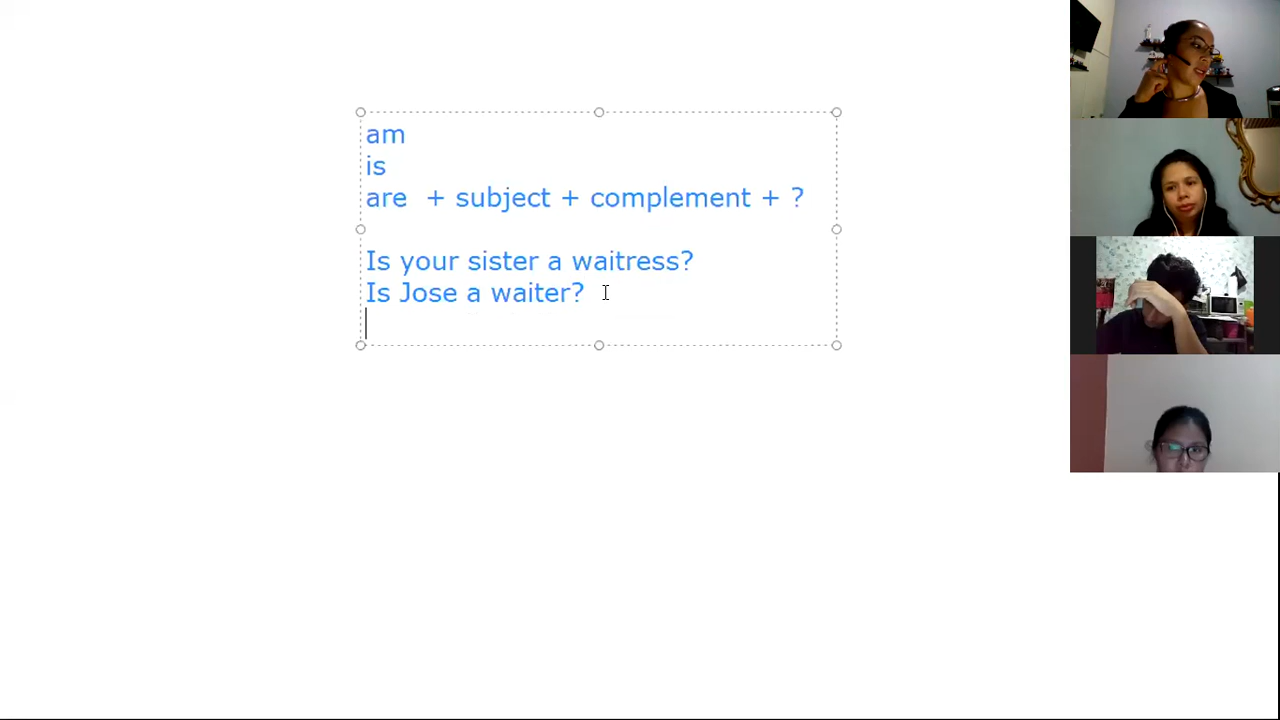 am
is
are + subject + complement + ?
Is your sister a waitress?
Is Jose a waiter?